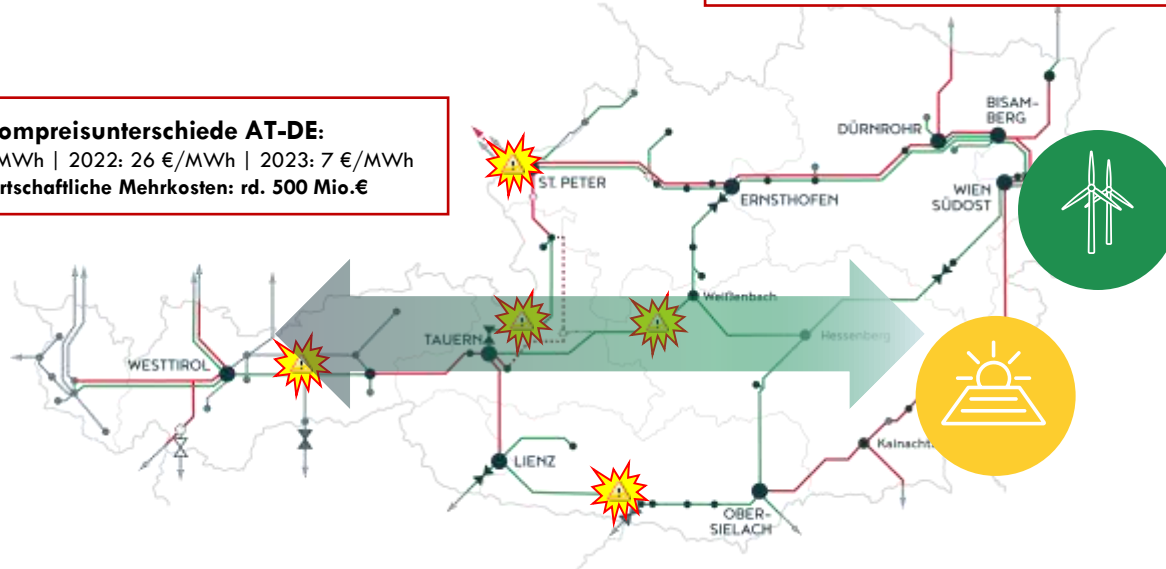 ompreisunterschiede AT-DE:
MWh | 2022: 26 €/MWh | 2023: 7 €/MWh
rtschaftliche Mehrkosten: rd. 500 Mio.€
BISAM-
BERG
DÜRNROHR
ST. PETER
ERNSTHOFEN
WIEN
SÜDOST
Weißenbach
TAUERN
Hessenberg
WESTTIROL
Kainacht
LIENZ
OBER-
SIELACH